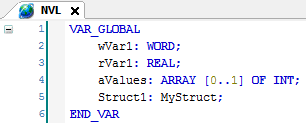 NVL
1 VAR_GLOBAL
2 wVar1: WORD;
3 rVar1: REAL;
4 aValues: ARRAY [0..1] OF INT;
5 Struct1: MyStruct;
6 END_VAR